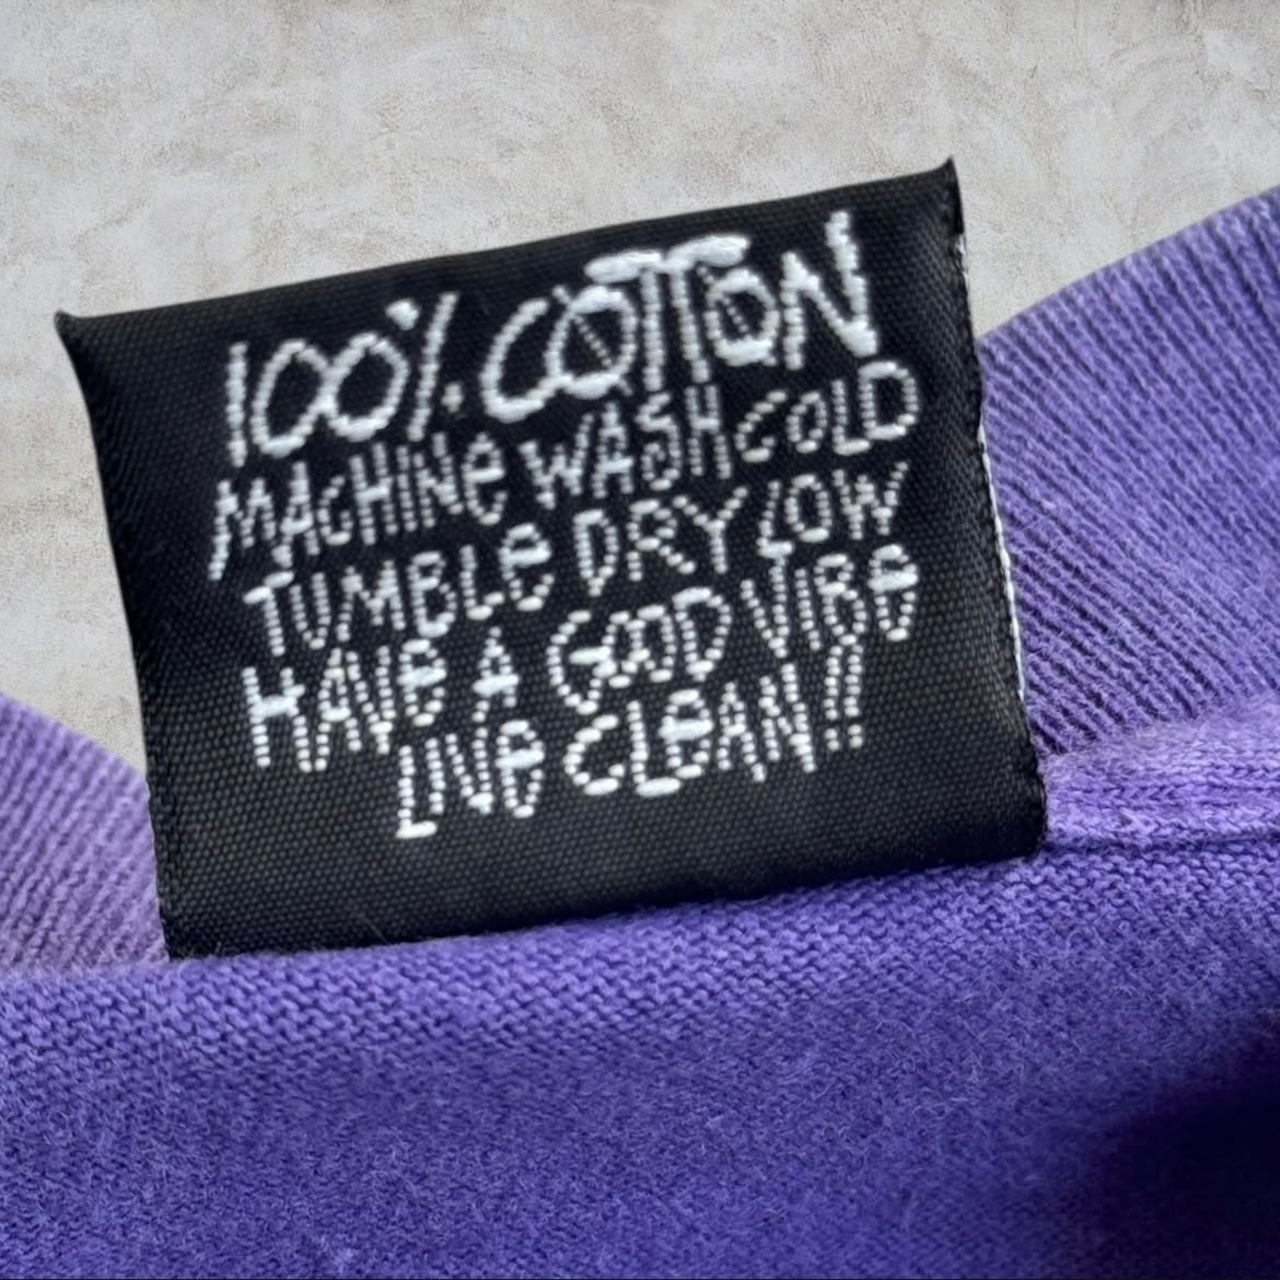 100% COTTON
MACHINE WASH COLD
TUMBLE DRY LOW
HAVE A GOOD VIBE
LIVE CLEAN!!